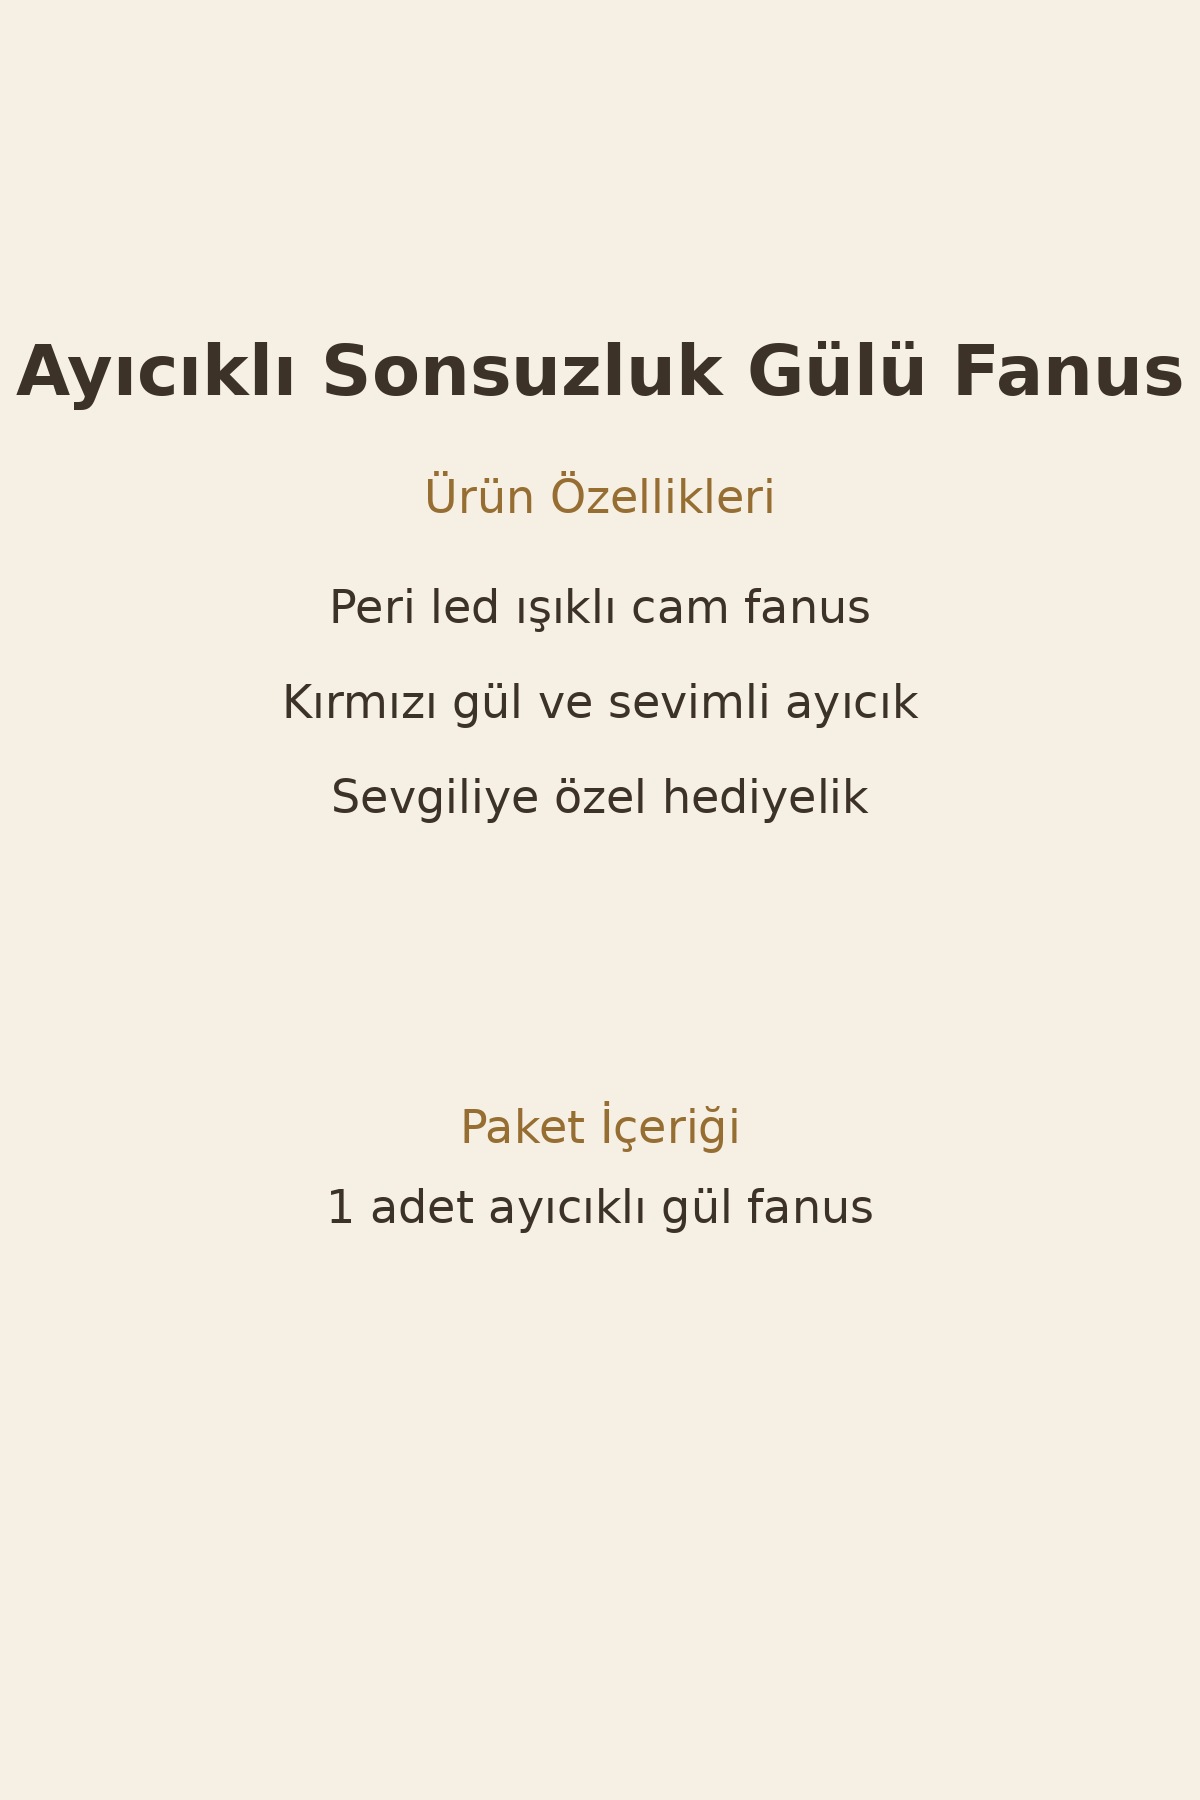 Ayıcıklı Sonsuzluk Gülü Fanus
Ürün Özellikleri
Peri led ışıklı cam fanus
Kırmızı gül ve sevimli ayıcık
Sevgiliye özel hediyelik
Paket İçeriği
1 adet ayıcıklı gül fanus